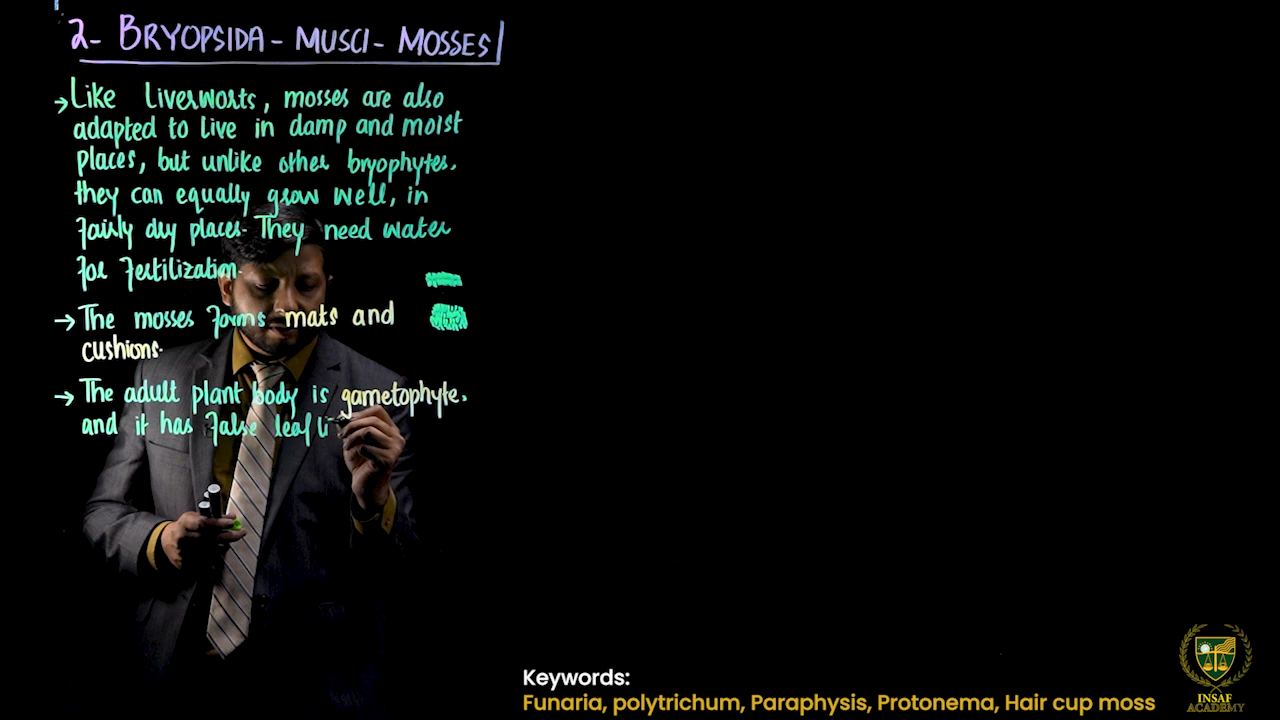 2- BRYOPSIDA - MUSCI - MOSSES
→ Like Liverworts, mosses are also
adapted to live in damp and moist
places, but unlike other bryophytes.
they can equally grow well, in
fairly dry places. They need water
for fertilization.
→ The mosses forms mats and
cushions.
→ The adult plant body is gametophyte.
and it has false leaf li
Keywords:
Funaria, polytrichum, Paraphysis, Protonema, Hair cup moss
INSAF
ACADEMY